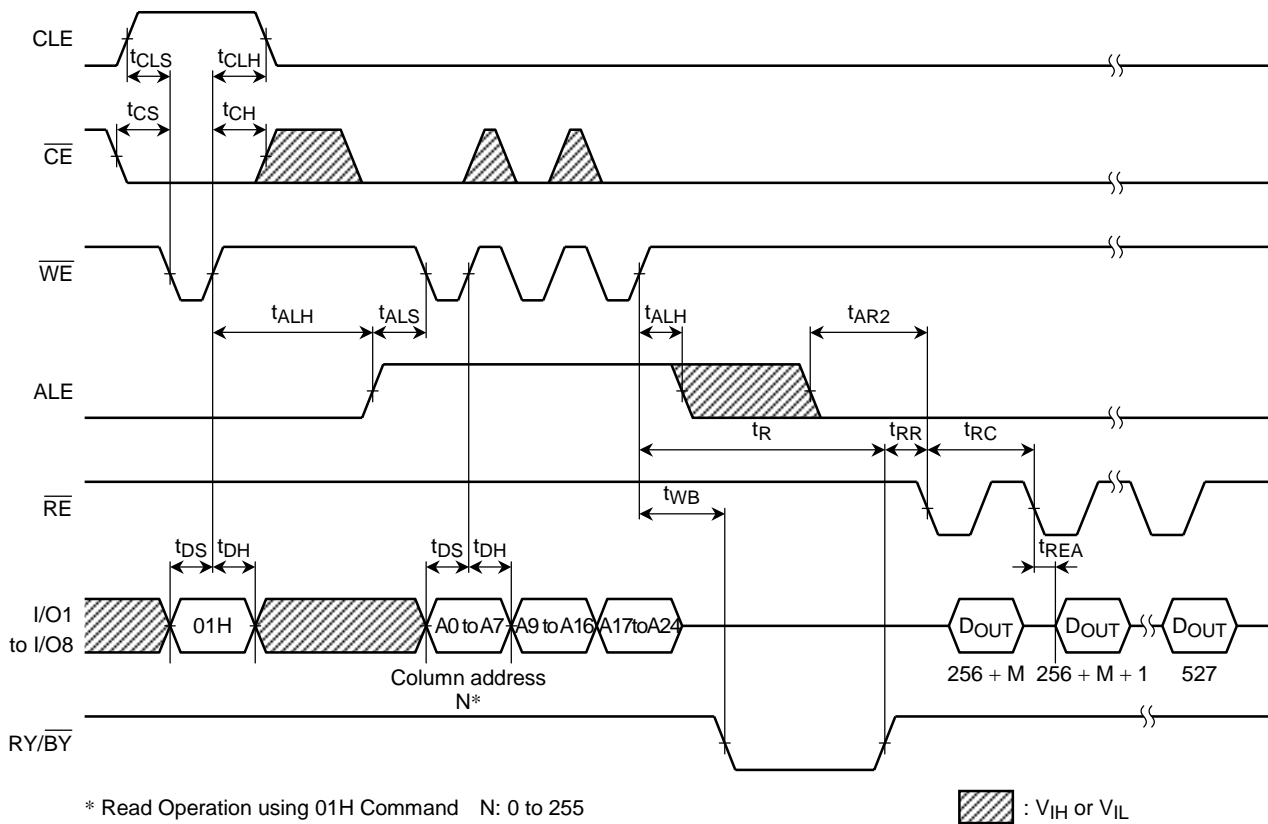 CLE
tCLS
tCLH
tCS
tCH
CE
WE
tALH
tALS
tALH
tAR2
ALE
tR
tRR
tRC
RE
tWB
tDS
tDH
tDS
tDH
tREA
I/O1
to I/O8
01H
A0 to A7
A9 to A16
A17 to A24
DOUT
DOUT
DOUT
Column address
N*
256 + M
256 + M + 1
527
RY/BY
* Read Operation using 01H Command N: 0 to 255
: VIH or VIL